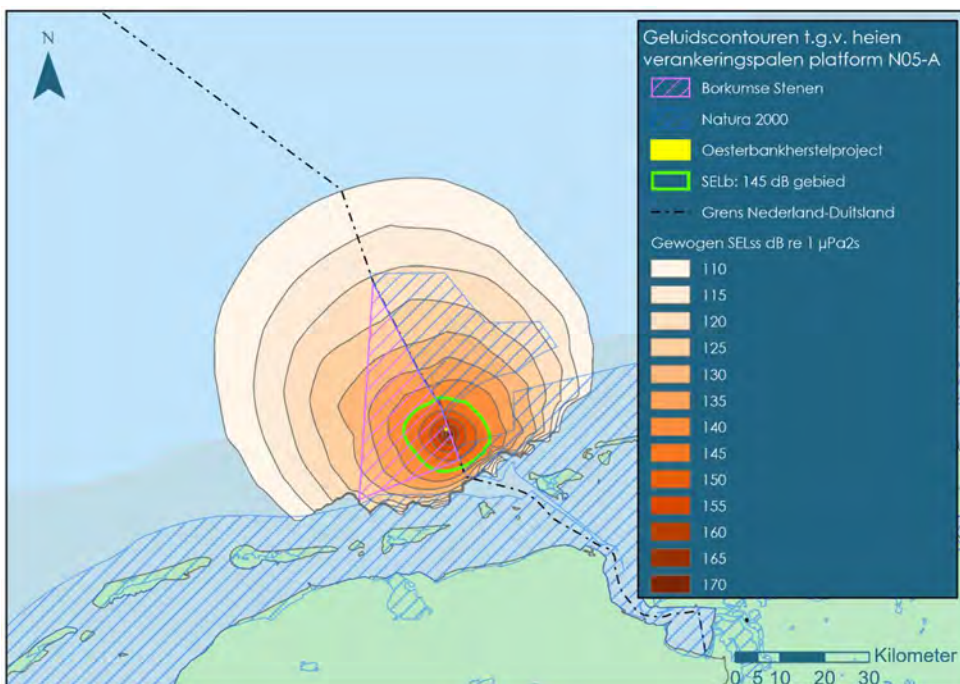 N
Geluidscontouren t.g.v. heien
verankeringspalen platform N05-A
Borkumse Stenen
Natura 2000
Oesterbankherstelproject
SELb: 145 dB gebied
Grens Nederland-Duitsland
Gewogen SELss dB re 1 µPa2s
110
115
120
125
130
135
140
145
150
155
160
165
170
Kilometer
0 5 10 20 30